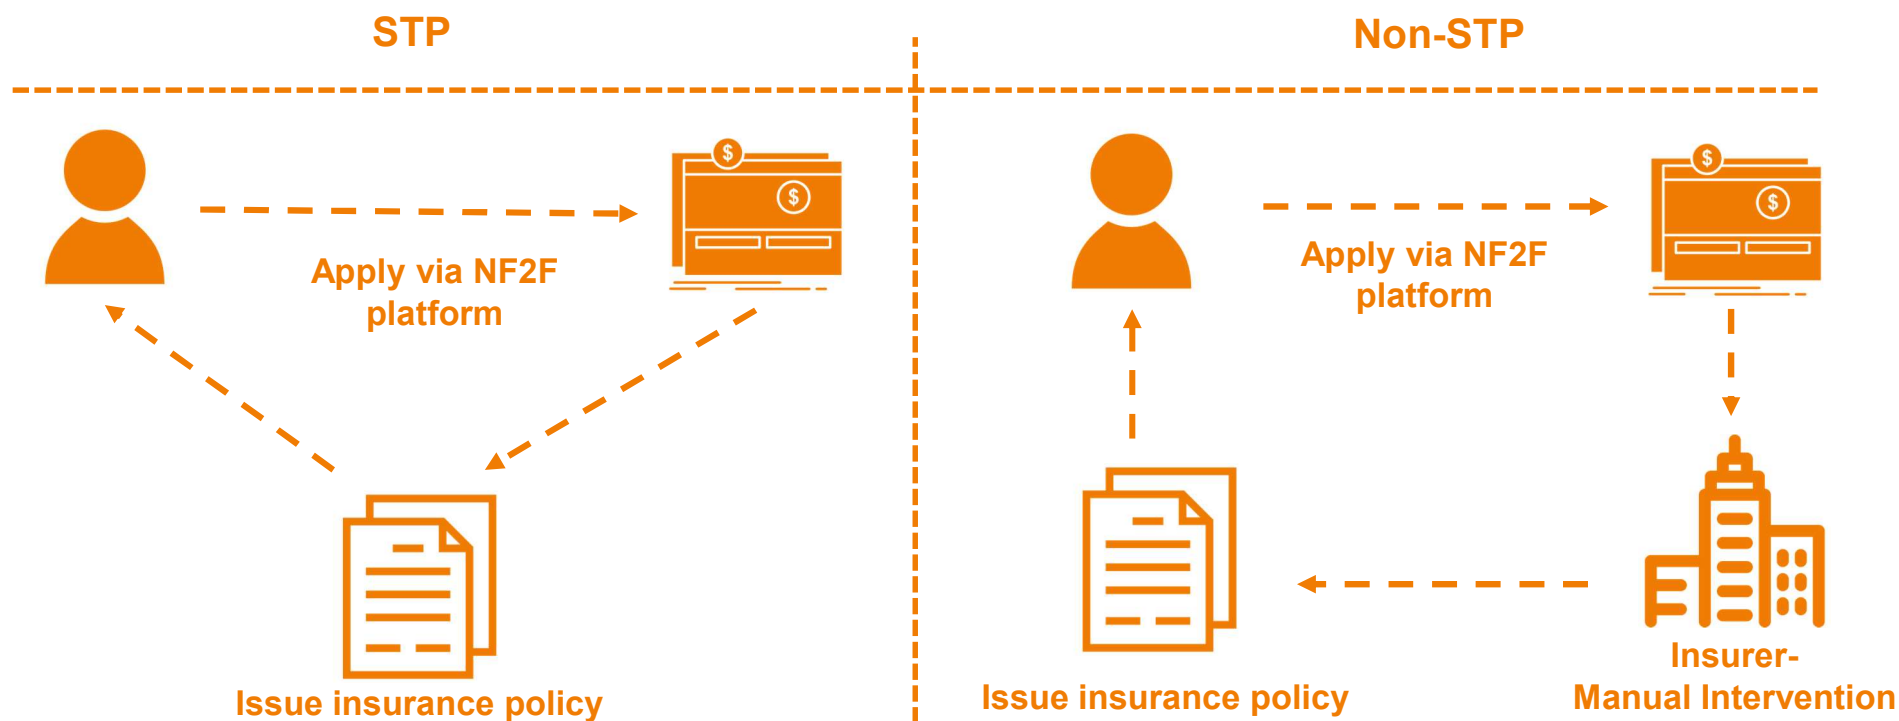 STP
Non-STP
$
$
Apply via NF2F
platform
Issue insurance policy
$
$
Apply via NF2F
platform
Issue insurance policy
Insurer-
Manual Intervention